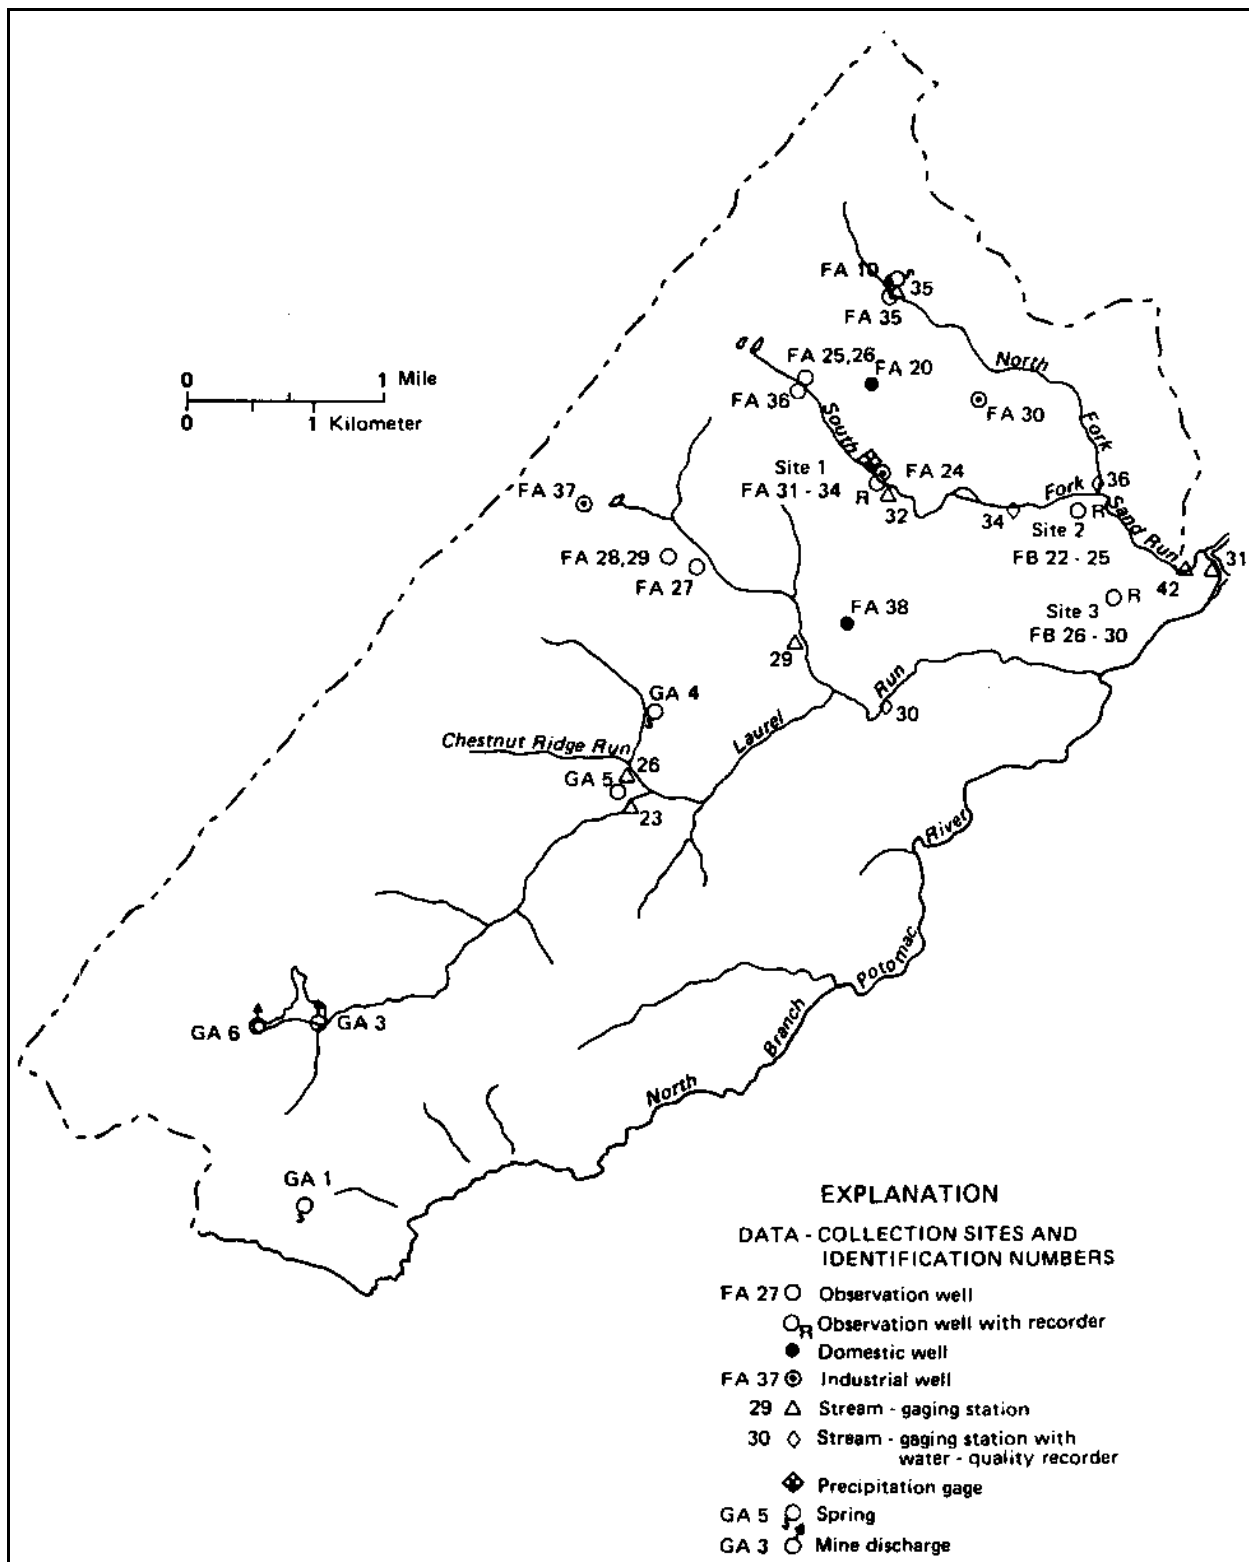 FA 10
35
FA 35
FA 25,26
FA 20
North
FA 36
FA 30
0 1 Mile
0 1 Kilometer
South
Fork
Site 1
FA 24
FA 31 - 34
R
32
Fork
36
34
R
Site 2
Sand Run
FB 22 - 25
FA 37
FA 28,29
FA 27
42
31
R
Site 3
FB 26 - 30
FA 38
29
Run
30
GA 4
Laurel
Chestnut Ridge Run
26
GA 5
23
River
Potomac
GA 6
GA 3
Branch
North
GA 1
EXPLANATION
DATA - COLLECTION SITES AND
IDENTIFICATION NUMBERS
FA 27 Observation well
R Observation well with recorder
Domestic well
FA 37 Industrial well
29 Stream - gaging station
30 Stream - gaging station with
water - quality recorder
Precipitation gage
GA 5 Spring
GA 3 Mine discharge